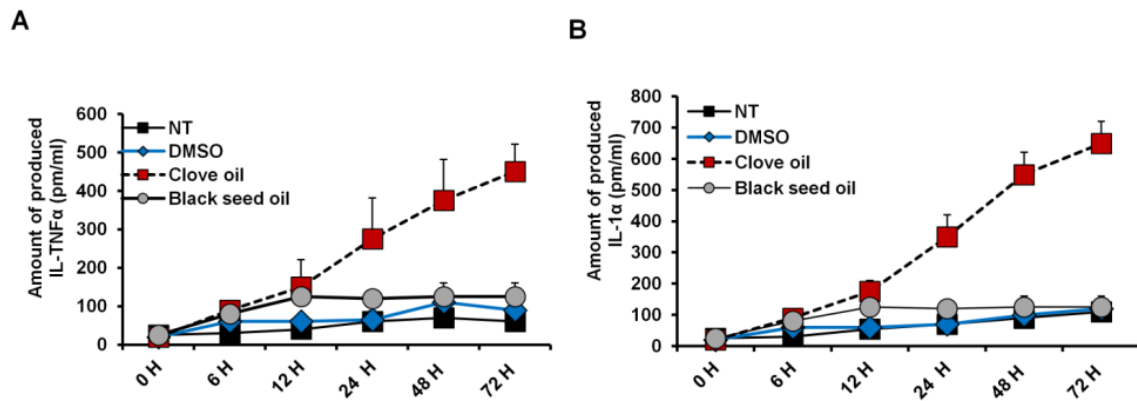 A
Amount of produced
IL-TNFα (pm/ml)
600
500
400
300
200
100
0
NT
DMSO
Clove oil
Black seed oil
0 H
6 H
12 H
24 H
48 H
72 H
B
Amount of produced
IL-1α (pm/ml)
800
700
600
500
400
300
200
100
0
NT
DMSO
Clove oil
Black seed oil
0 H
6 H
12 H
24 H
48 H
72 H